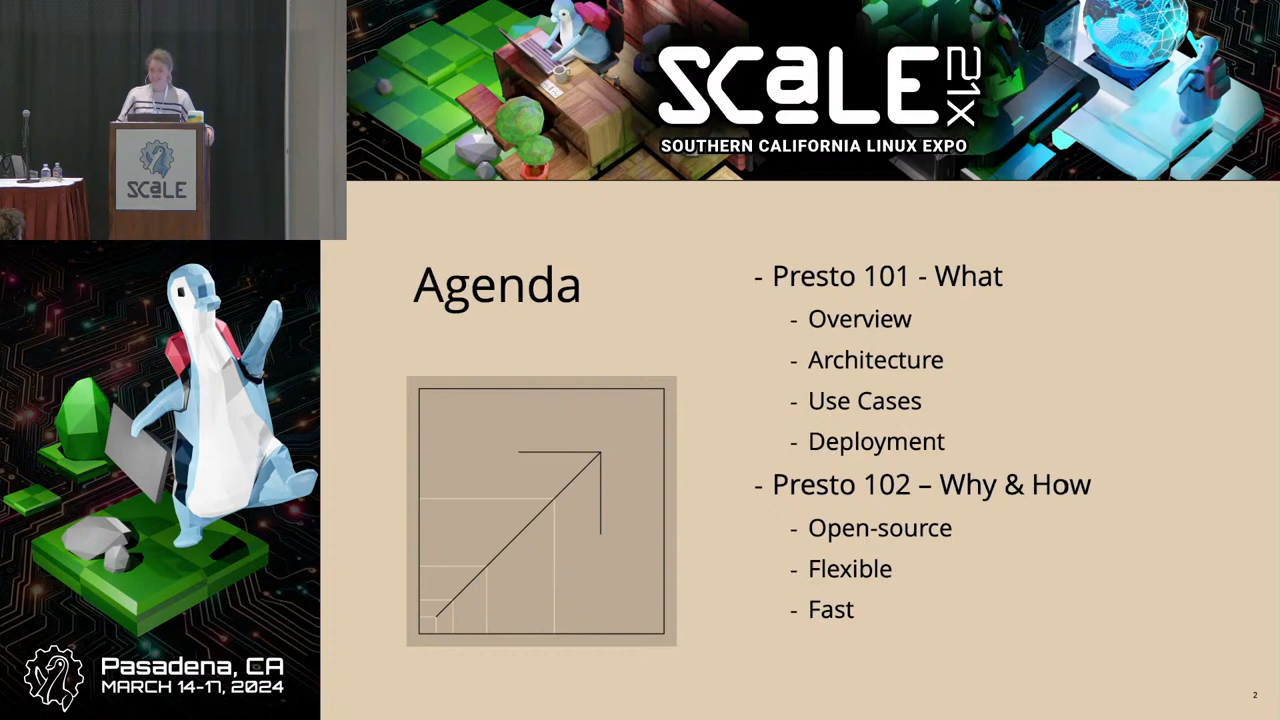 SCaLE 21X
SOUTHERN CALIFORNIA LINUX EXPO
SCaLE
Agenda
- Presto 101 - What
- Overview
- Architecture
- Use Cases
- Deployment
- Presto 102 – Why & How
- Open-source
- Flexible
- Fast
Pasadena, CA
MARCH 14-17, 2024
2